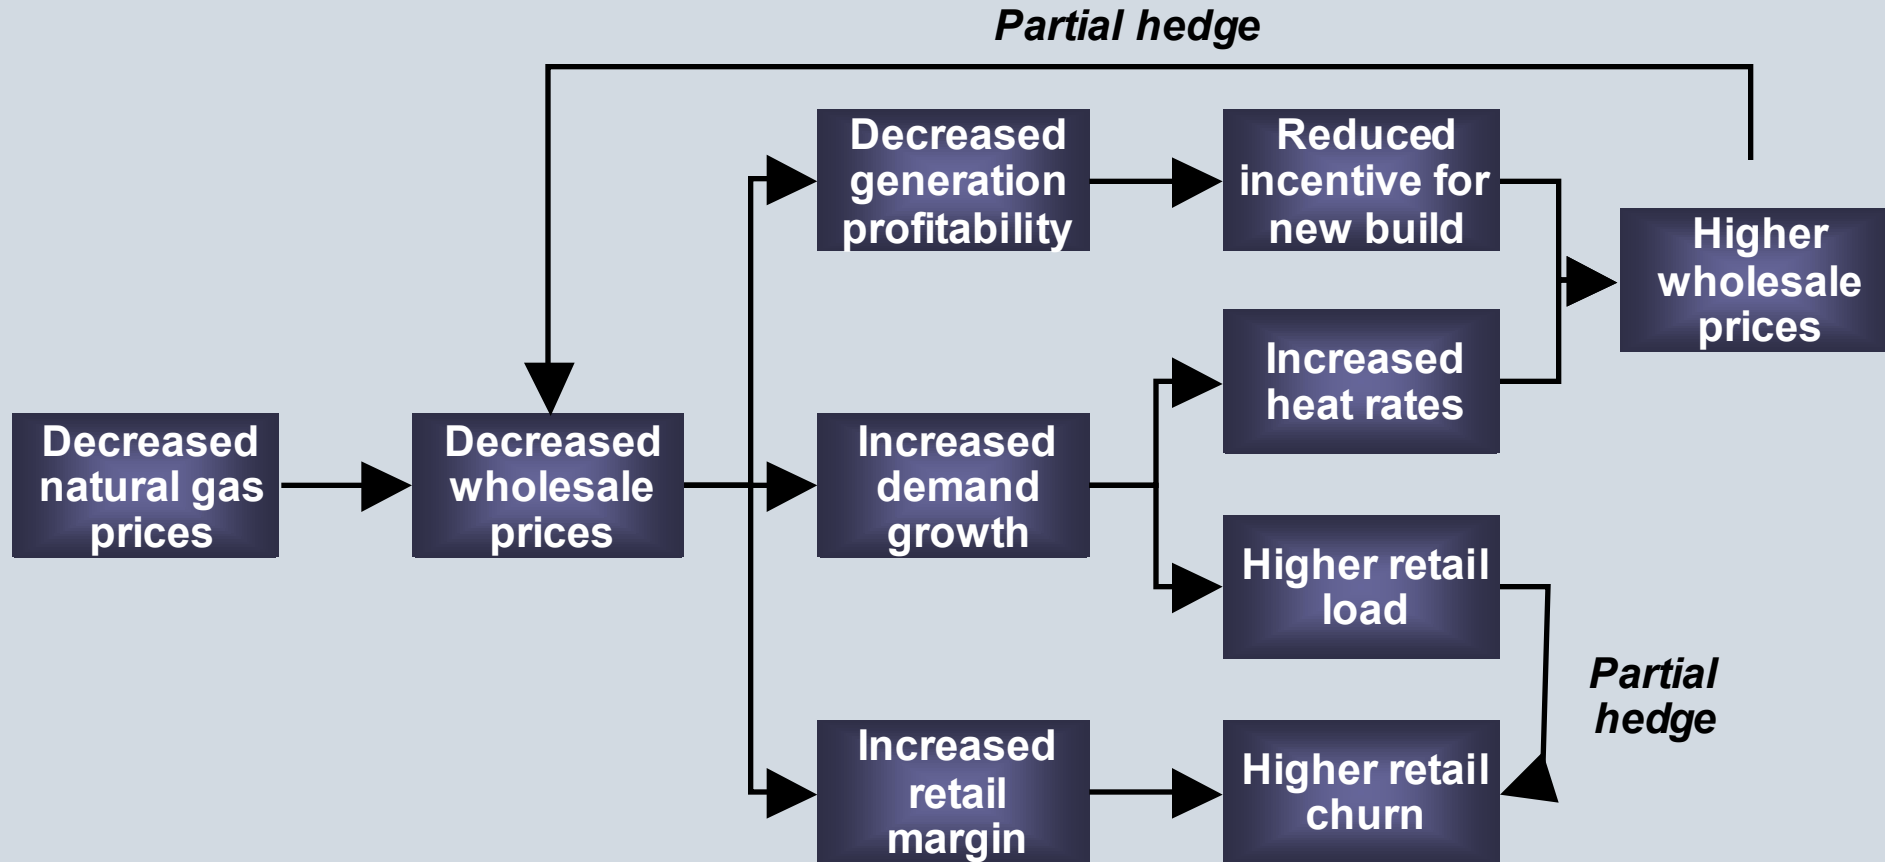 Partial hedge
Decreased
generation
profitability
Reduced
incentive for
new build
Higher
wholesale
prices
Increased
heat rates
Decreased
natural gas
prices
Decreased
wholesale
prices
Increased
demand
growth
Higher retail
load
Partial
hedge
Increased
retail
margin
Higher retail
churn